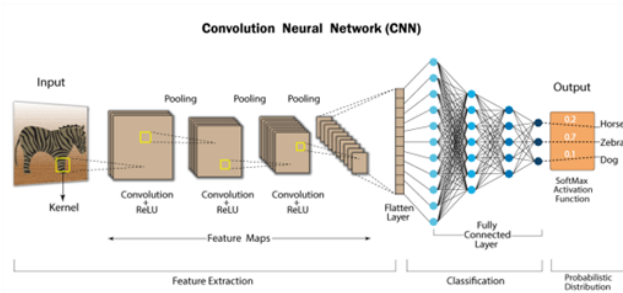 Convolution Neural Network (CNN)
Input
Output
Pooling Pooling Pooling
0.2
Horse
0.7
Zebra
0.1
Dog
SoftMax
Activation
Function
Kernel
Convolution
+
ReLU
Convolution
+
ReLU
Convolution
+
ReLU
Flatten
Layer
Fully
Connected
Layer
Feature Maps
Feature Extraction
Classification
Probabilistic
Distribution